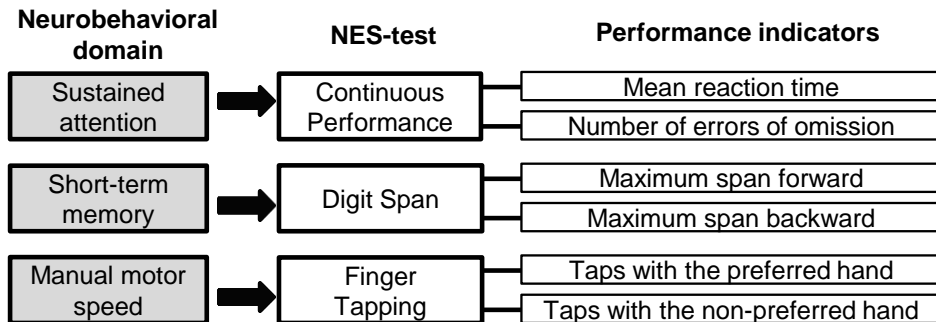 Neurobehavioral
domain
NES-test
Performance indicators
Sustained
attention
Continuous
Performance
Mean reaction time
Number of errors of omission
Short-term
memory
Digit Span
Maximum span forward
Maximum span backward
Manual motor
speed
Finger
Tapping
Taps with the preferred hand
Taps with the non-preferred hand